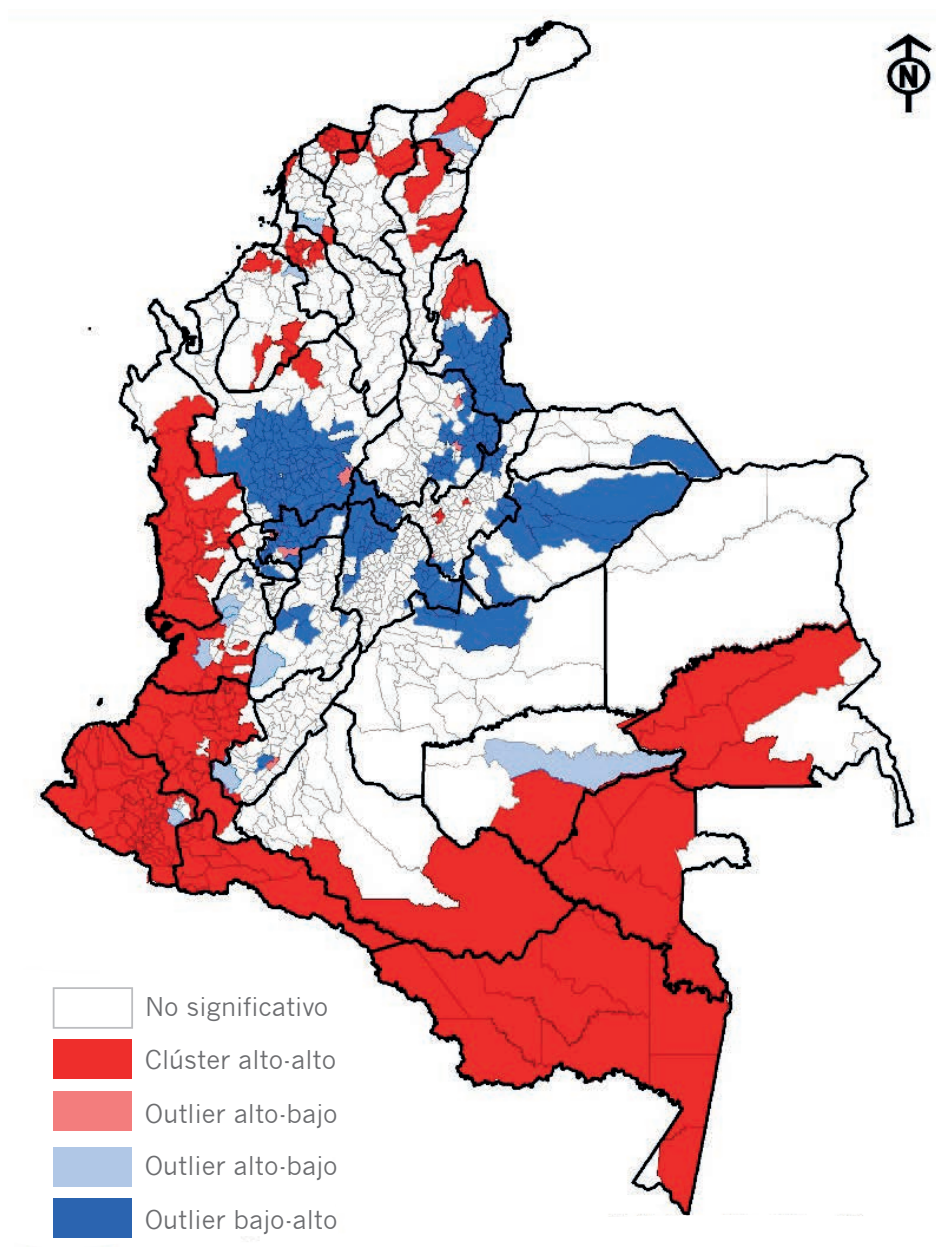 N
No significativo
Clúster alto-alto
Outlier alto-bajo
Outlier alto-bajo
Outlier bajo-alto